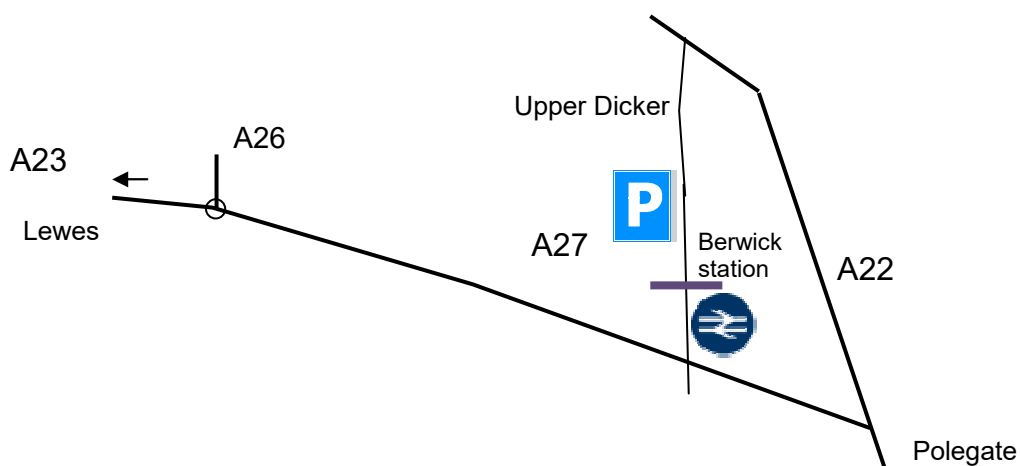 Upper Dicker
A26
A23
P
Lewes
A27
Berwick
station
A22
Polegate